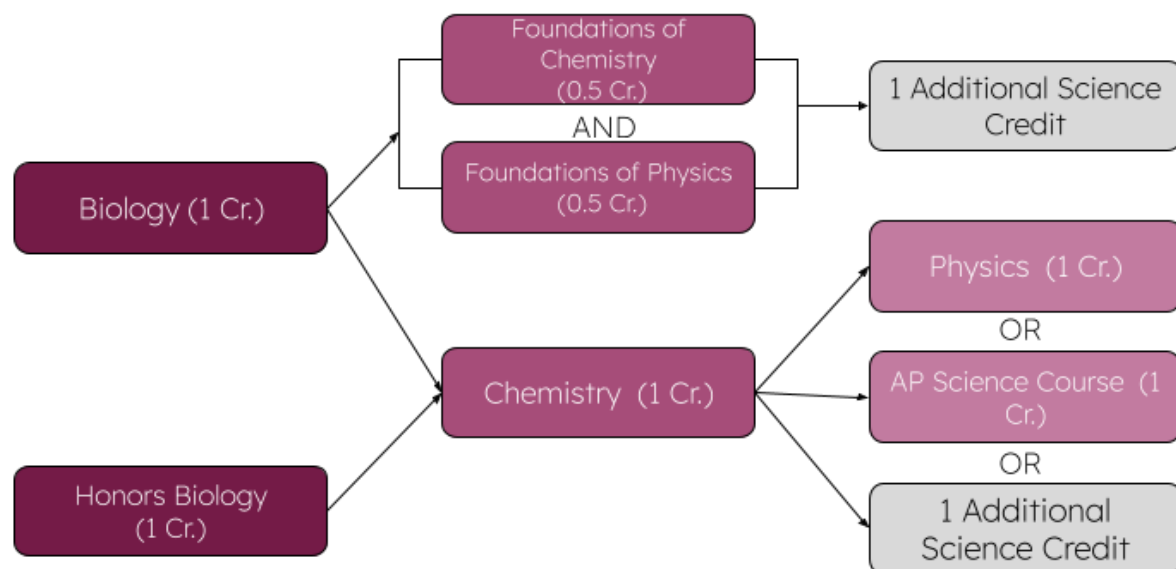 Foundations of
Chemistry
(0.5 Cr.)
AND
Foundations of Physics
(0.5 Cr.)
1 Additional Science
Credit
Biology (1 Cr.)
Physics (1 Cr.)
OR
Chemistry (1 Cr.)
AP Science Course (1
Cr.)
OR
Honors Biology
(1 Cr.)
1 Additional
Science Credit